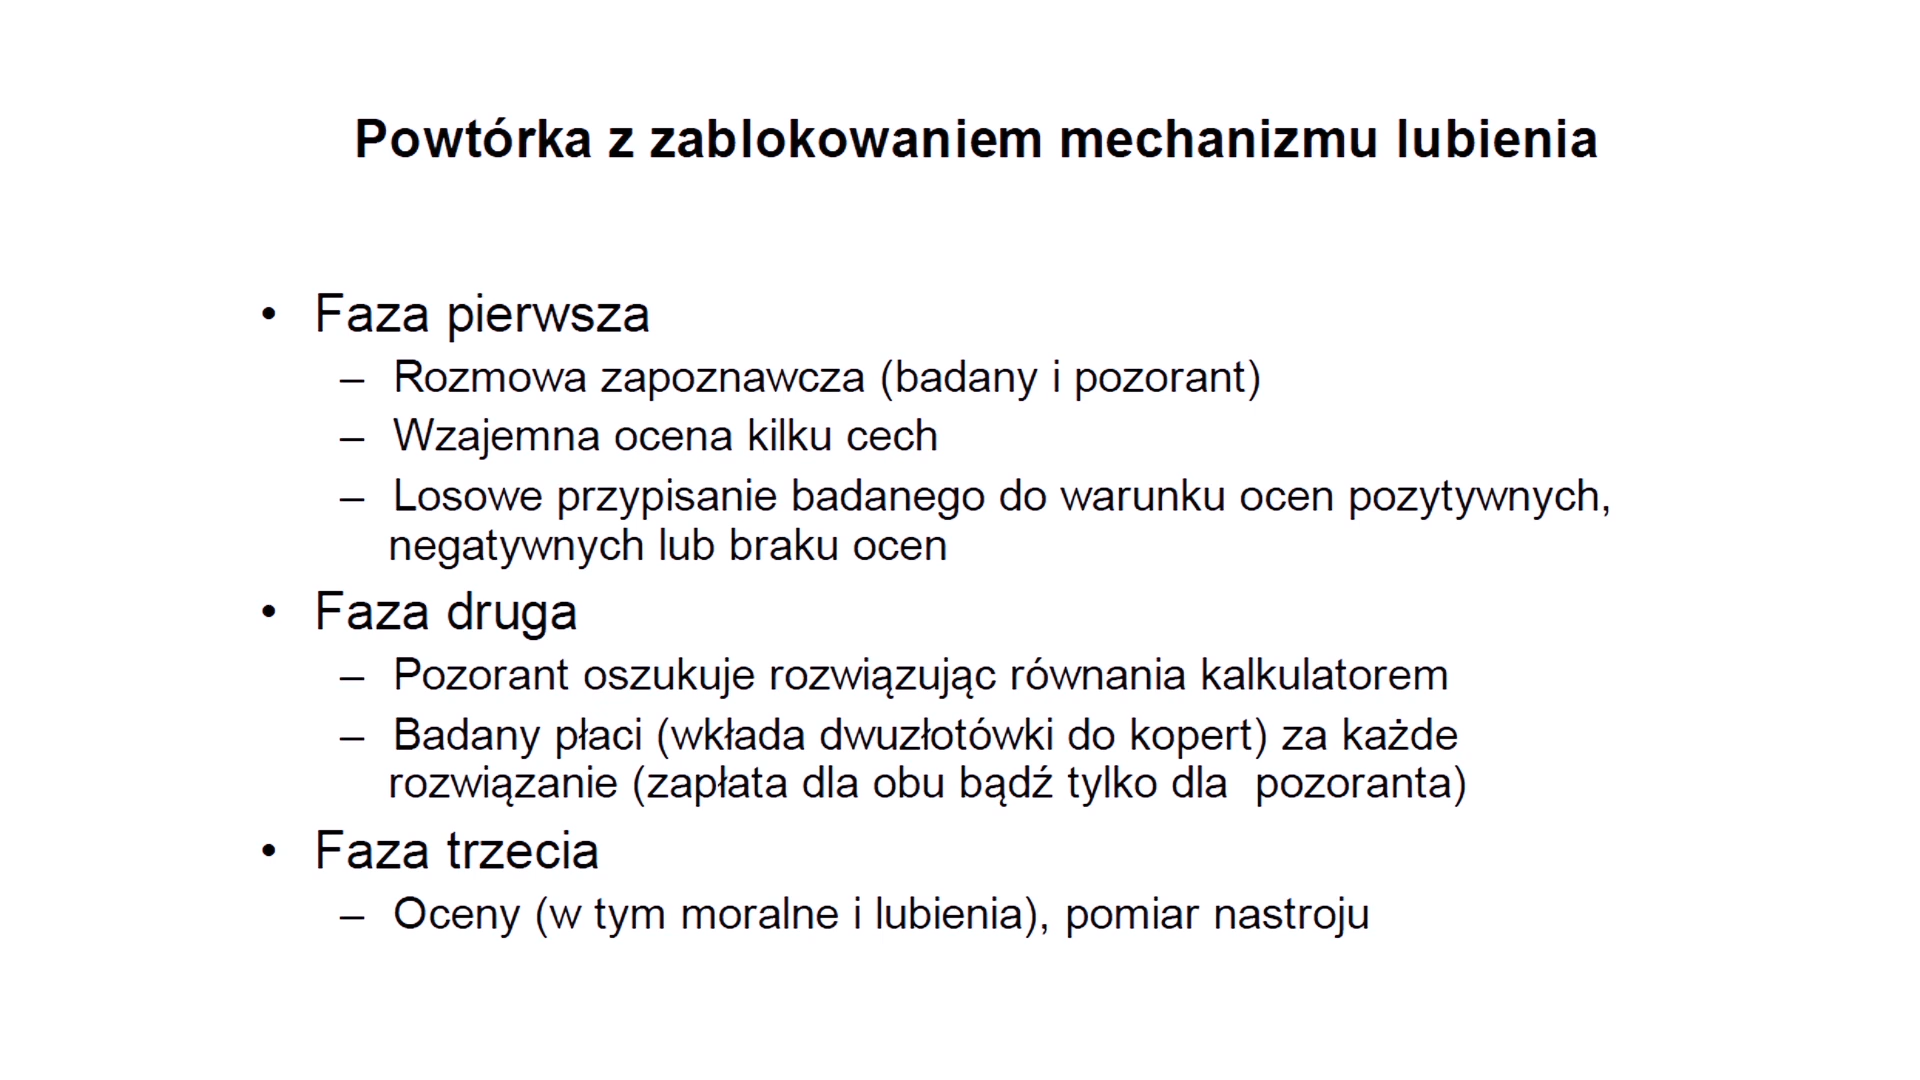 Powtórka z zablokowaniem mechanizmu lubienia
• Faza pierwsza
– Rozmowa zapoznawcza (badany i pozorant)
– Wzajemna ocena kilku cech
– Losowe przypisanie badanego do warunku ocen pozytywnych,
negatywnych lub braku ocen
• Faza druga
– Pozorant oszukuje rozwiązując równania kalkulatorem
– Badany płaci (wkłada dwuzłotówki do kopert) za każde
rozwiązanie (zapłata dla obu bądź tylko dla  pozoranta)
• Faza trzecia
– Oceny (w tym moralne i lubienia), pomiar nastroju